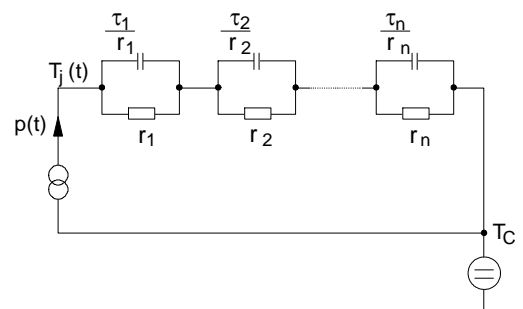 τ1 τ2 τn
r1 r2 rn
Tj (t)
p(t)
r1 r2 rn
TC